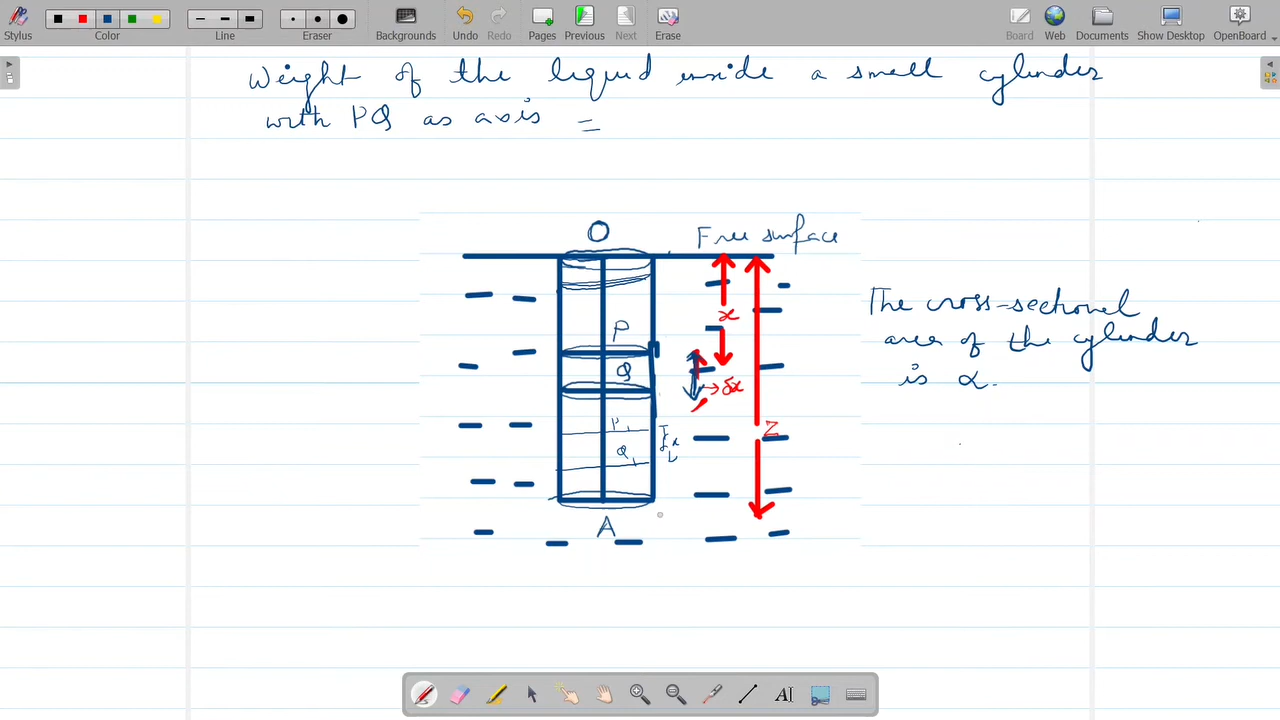 Stylus
Color
Line
Eraser
Backgrounds
Undo
Redo
Pages
Previous
Next
Erase
Board
Web
Documents
Show Desktop
OpenBoard
Weight of the liquid inside a small cylinder
with PQ as axis =
O
Free surface
x
P
Q
δx
The cross-sectional
area of the cylinder
is α.
P1
Q1
Z
A